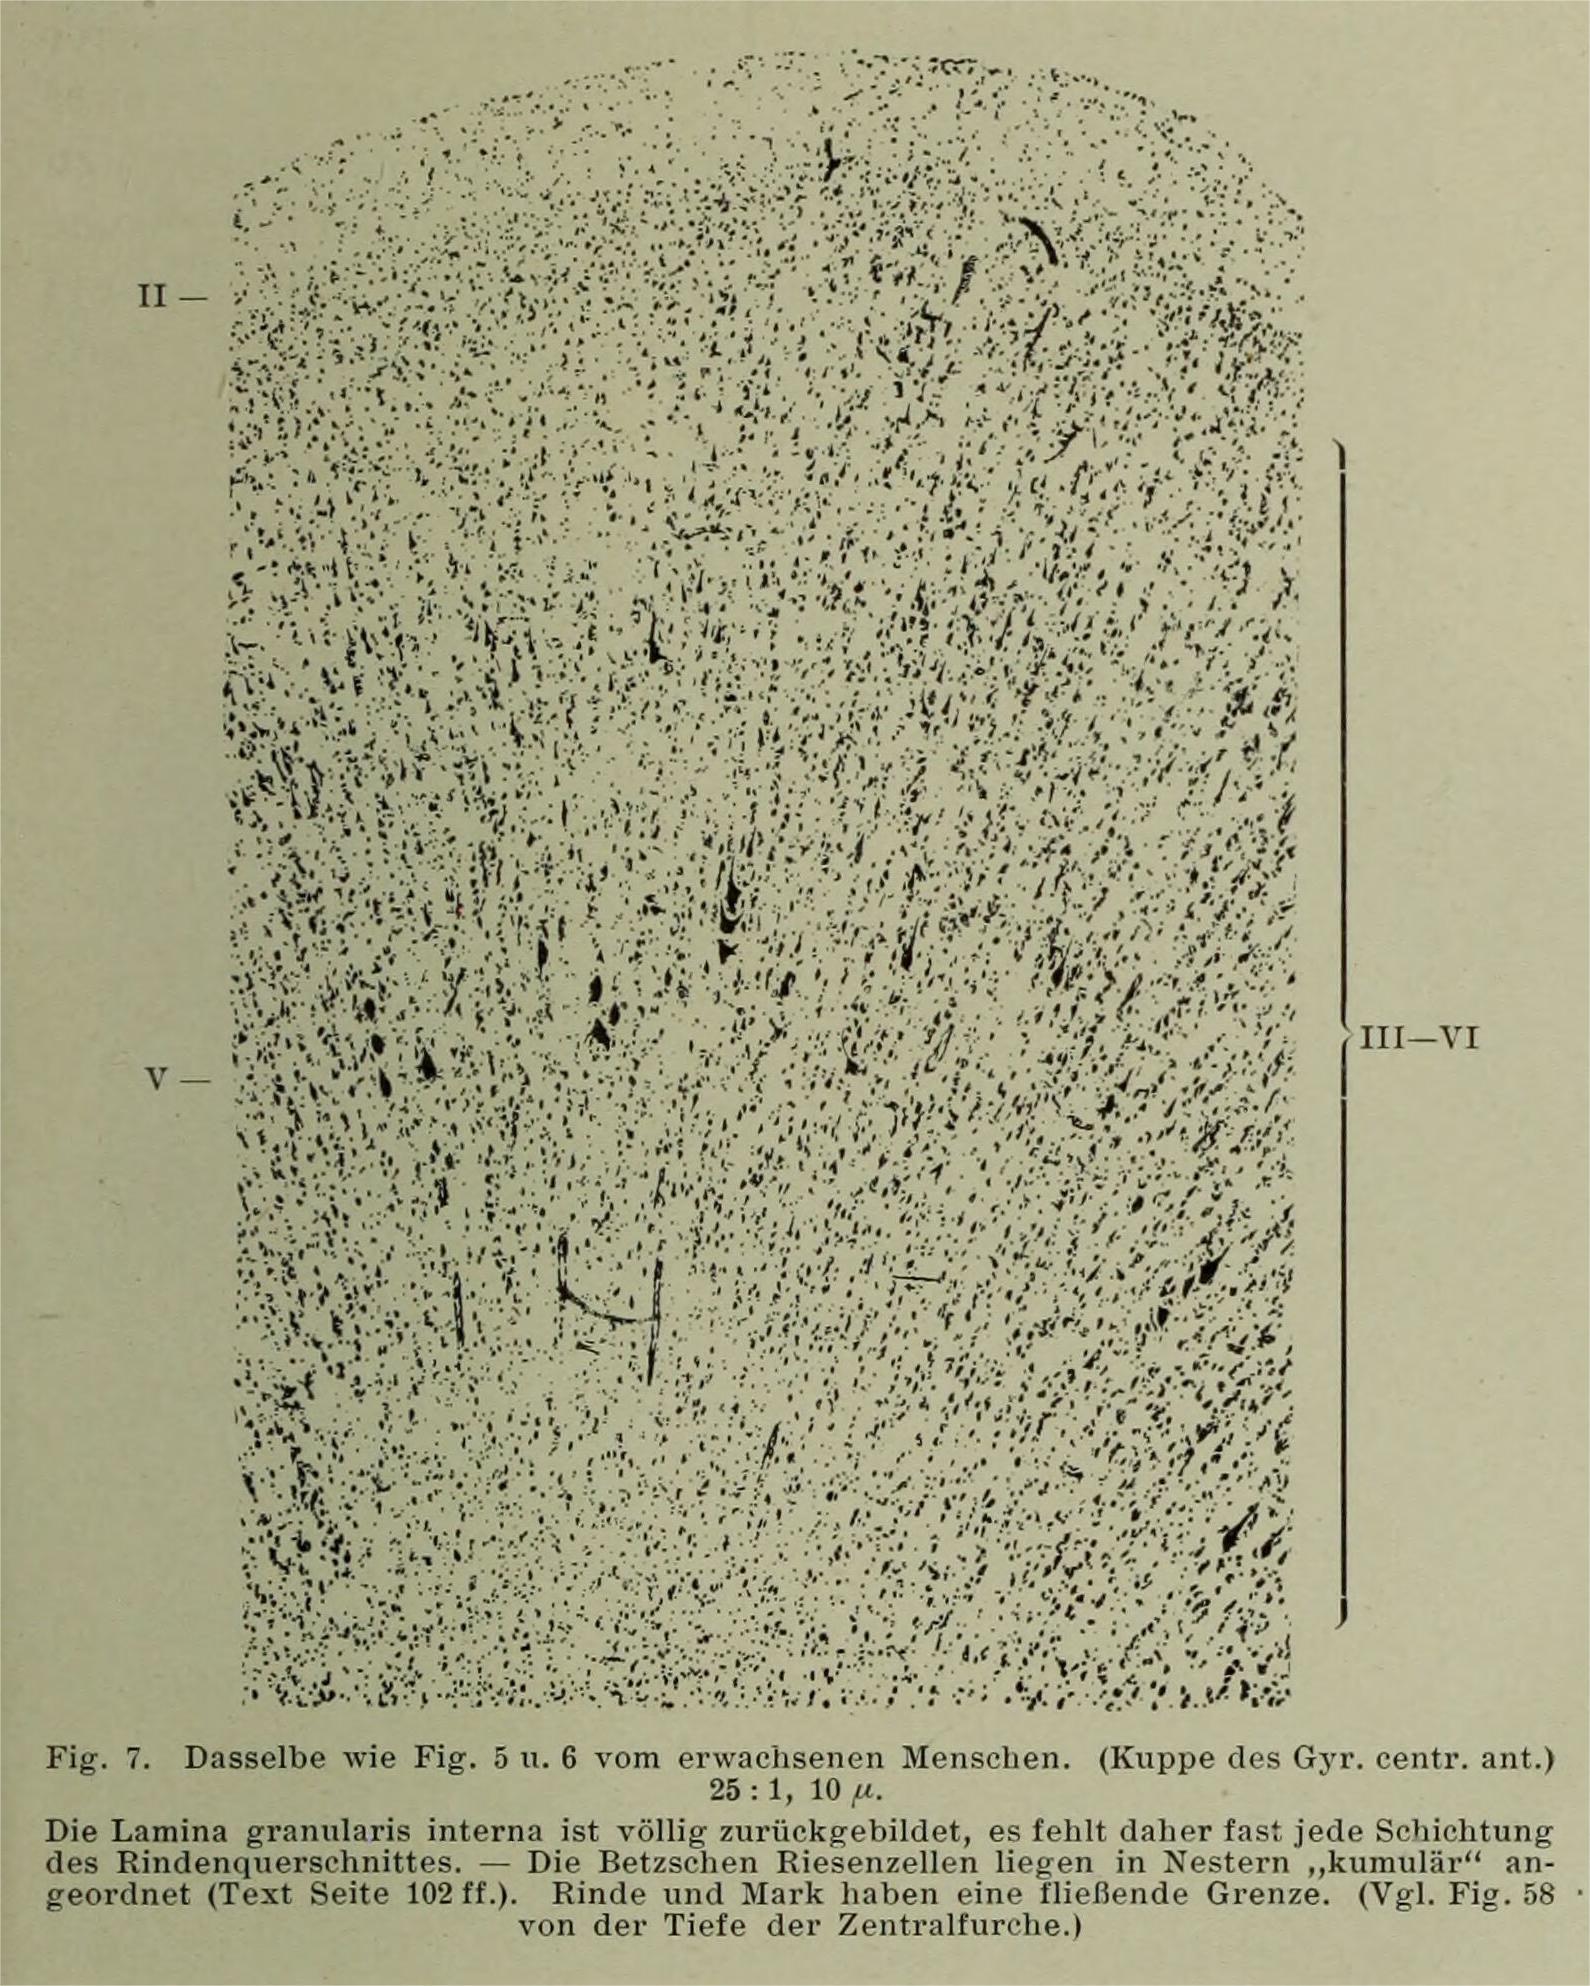 II —
V —
III—VI
Fig. 7. Dasselbe wie Fig. 5 u. 6 vom erwachsenen Menschen. (Kuppe des Gyr. centr. ant.)
25 : 1, 10 μ.
Die Lamina granularis interna ist völlig zurückgebildet, es fehlt daher fast jede Schichtung
des Rindenquerschnittes. — Die Betzschen Riesenzellen liegen in Nestern „kumulär“ an-
geordnet (Text Seite 102 ff.). Rinde und Mark haben eine fließende Grenze. (Vgl. Fig. 58
von der Tiefe der Zentralfurche.)